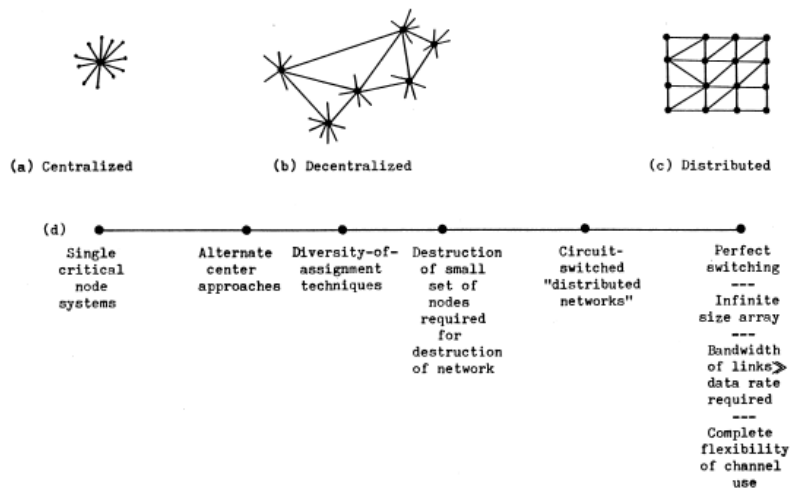 (a) Centralized
(b) Decentralized
(c) Distributed
(d)
Single
critical
node
systems
Alternate
center
approaches
Diversity-of-
assignment
techniques
Destruction
of small
set of
nodes
required
for
destruction
of network
Circuit-
switched
"distributed
networks"
Perfect
switching
---
Infinite
size array
---
Bandwidth
of links≫
data rate
required
---
Complete
flexibility
of channel
use